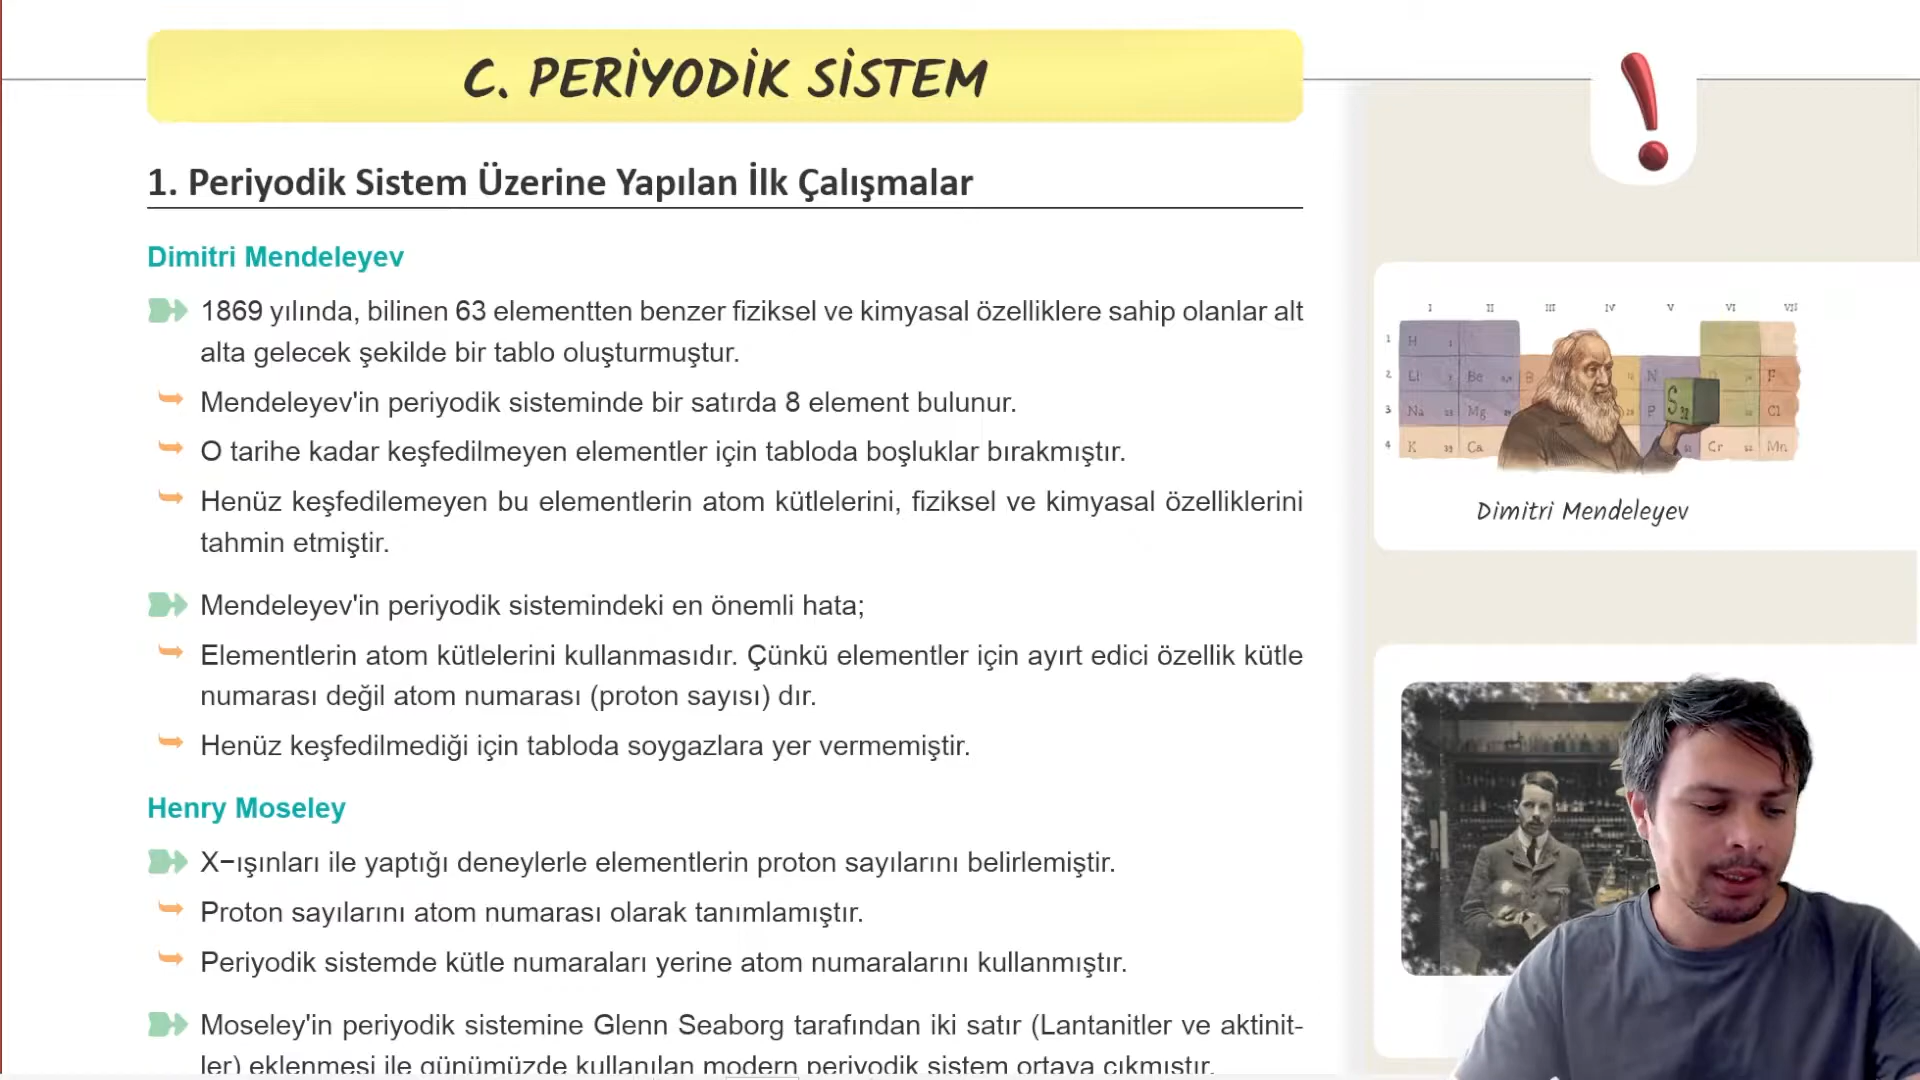 C. PERİYODİK SİSTEM
1. Periyodik Sistem Üzerine Yapılan İlk Çalışmalar
Dimitri Mendeleyev
1869 yılında, bilinen 63 elementten benzer fiziksel ve kimyasal özelliklere sahip olanlar alt
alta gelecek şekilde bir tablo oluşturmuştur.
Mendeleyev'in periyodik sisteminde bir satırda 8 element bulunur.
O tarihe kadar keşfedilmeyen elementler için tabloda boşluklar bırakmıştır.
Henüz keşfedilemeyen bu elementlerin atom kütlelerini, fiziksel ve kimyasal özelliklerini
tahmin etmiştir.
Mendeleyev'in periyodik sistemindeki en önemli hata;
Elementlerin atom kütlelerini kullanmasıdır. Çünkü elementler için ayırt edici özellik kütle
numarası değil atom numarası (proton sayısı) dır.
Henüz keşfedilmediği için tabloda soygazlara yer vermemiştir.
Henry Moseley
X−ışınları ile yaptığı deneylerle elementlerin proton sayılarını belirlemiştir.
Proton sayılarını atom numarası olarak tanımlamıştır.
Periyodik sistemde kütle numaraları yerine atom numaralarını kullanmıştır.
Moseley'in periyodik sistemine Glenn Seaborg tarafından iki satır (Lantanitler ve aktinit-
ler) eklenmesi ile günümüzde kullanılan modern periyodik sistem ortaya çıkmıştır.
I II III IV V VI VII
1 H 1
2 Li Be B N F
3 Na Mg P S 32 Cl
4 K 39 Ca Cr Mn
Dimitri Mendeleyev